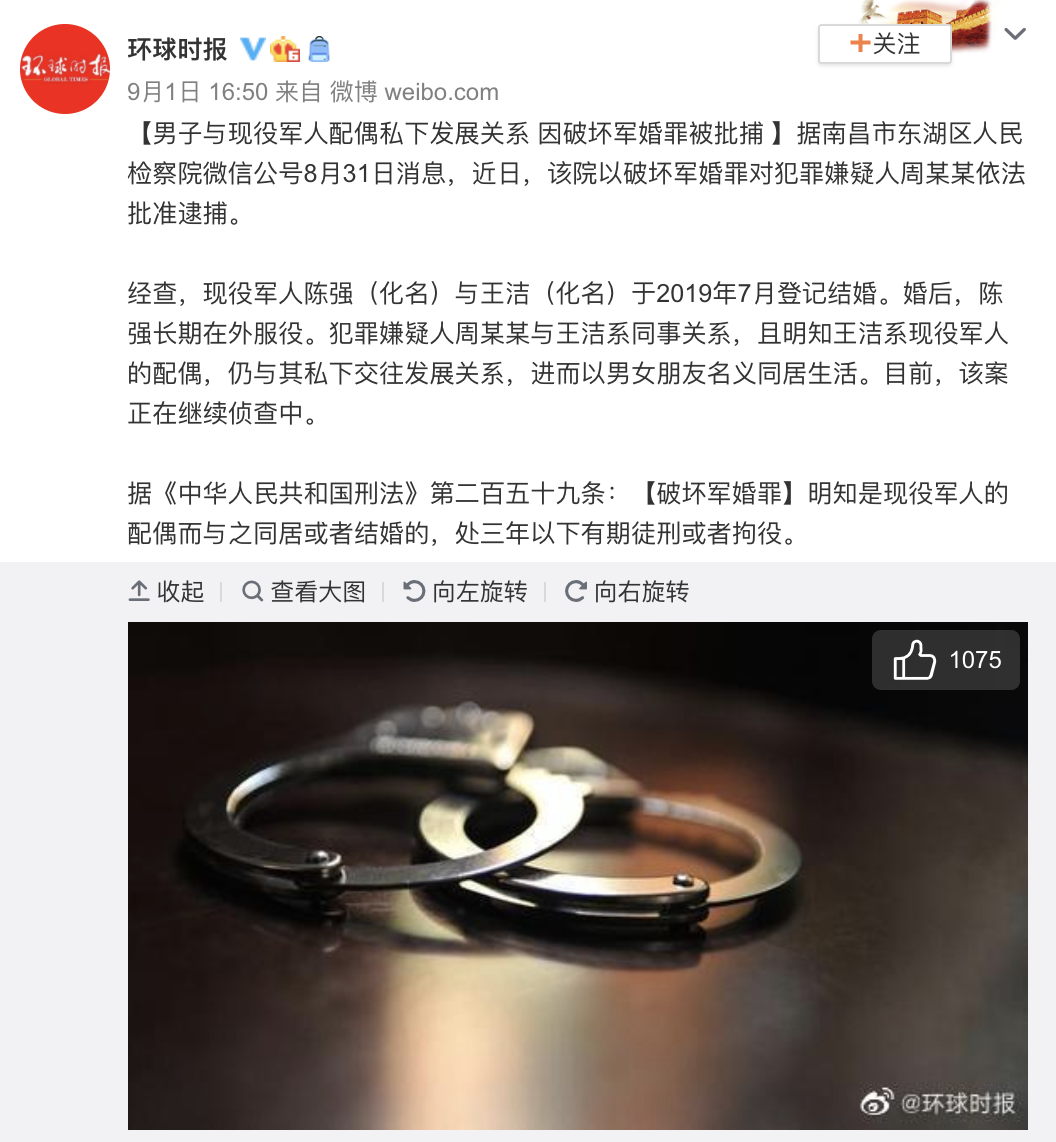 环球时报
GLOBAL TIMES
环球时报
关注
9月1日 16:50 来自 微博 weibo.com
【男子与现役军人配偶私下发展关系 因破坏军婚罪被批捕 】据南昌市东湖区人民
检察院微信公号8月31日消息，近日，该院以破坏军婚罪对犯罪嫌疑人周某某依法
批准逮捕。
经查，现役军人陈强（化名）与王洁（化名）于2019年7月登记结婚。婚后，陈
强长期在外服役。犯罪嫌疑人周某某与王洁系同事关系，且明知王洁系现役军人
的配偶，仍与其私下交往发展关系，进而以男女朋友名义同居生活。目前，该案
正在继续侦查中。
据《中华人民共和国刑法》第二百五十九条：【破坏军婚罪】明知是现役军人的
配偶而与之同居或者结婚的，处三年以下有期徒刑或者拘役。
收起 查看大图 向左旋转 向右旋转
1075
@环球时报